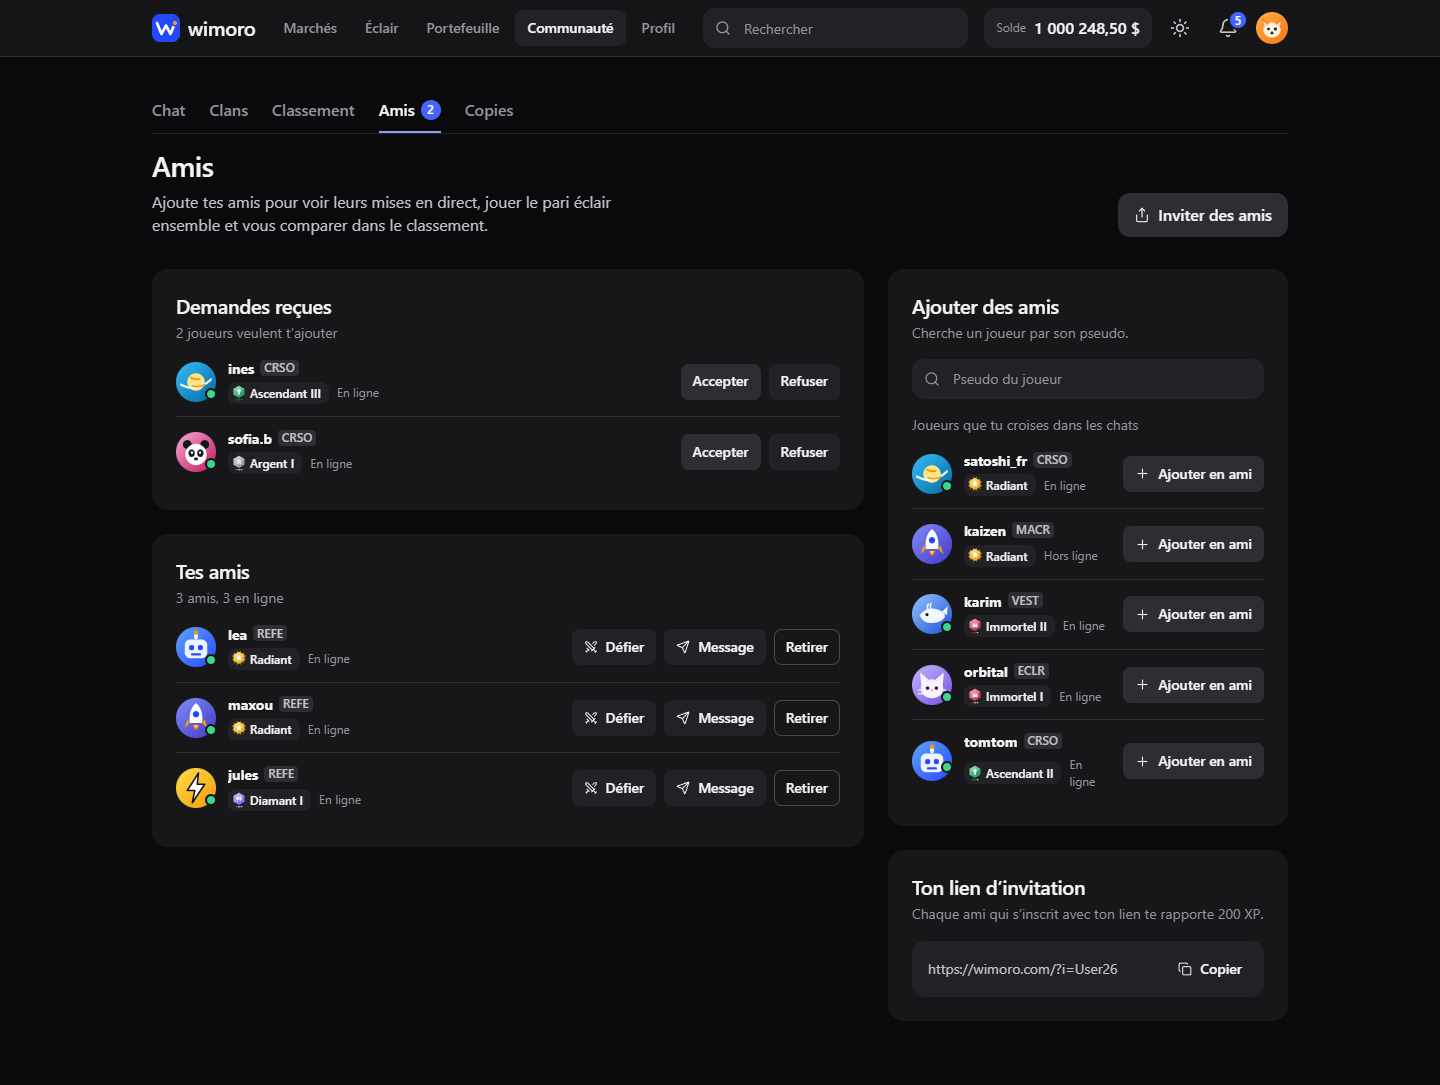 wimoro Marchés Éclair Portefeuille Communauté Profil Rechercher Solde 1 000 248,50 $ 5
Chat Clans Classement Amis 2 Copies
Amis
Ajoute tes amis pour voir leurs mises en direct, jouer le pari éclair
ensemble et vous comparer dans le classement.
Inviter des amis
Demandes reçues
2 joueurs veulent t'ajouter
ines CRSO
Ascendant III En ligne
Accepter Refuser
sofia.b CRSO
Argent I En ligne
Accepter Refuser
Tes amis
3 amis, 3 en ligne
lea REFE
Radiant En ligne
Défier Message Retirer
maxou REFE
Radiant En ligne
Défier Message Retirer
jules REFE
Diamant I En ligne
Défier Message Retirer
Ajouter des amis
Cherche un joueur par son pseudo.
Pseudo du joueur
Joueurs que tu croises dans les chats
satoshi_fr CRSO
Radiant En ligne
+ Ajouter en ami
kaizen MACR
Radiant Hors ligne
+ Ajouter en ami
karim VEST
Immortel II En ligne
+ Ajouter en ami
orbital ECLR
Immortel I En ligne
+ Ajouter en ami
tomtom CRSO
Ascendant II En
ligne
+ Ajouter en ami
Ton lien d'invitation
Chaque ami qui s'inscrit avec ton lien te rapporte 200 XP.
https://wimoro.com/?i=User26 Copier